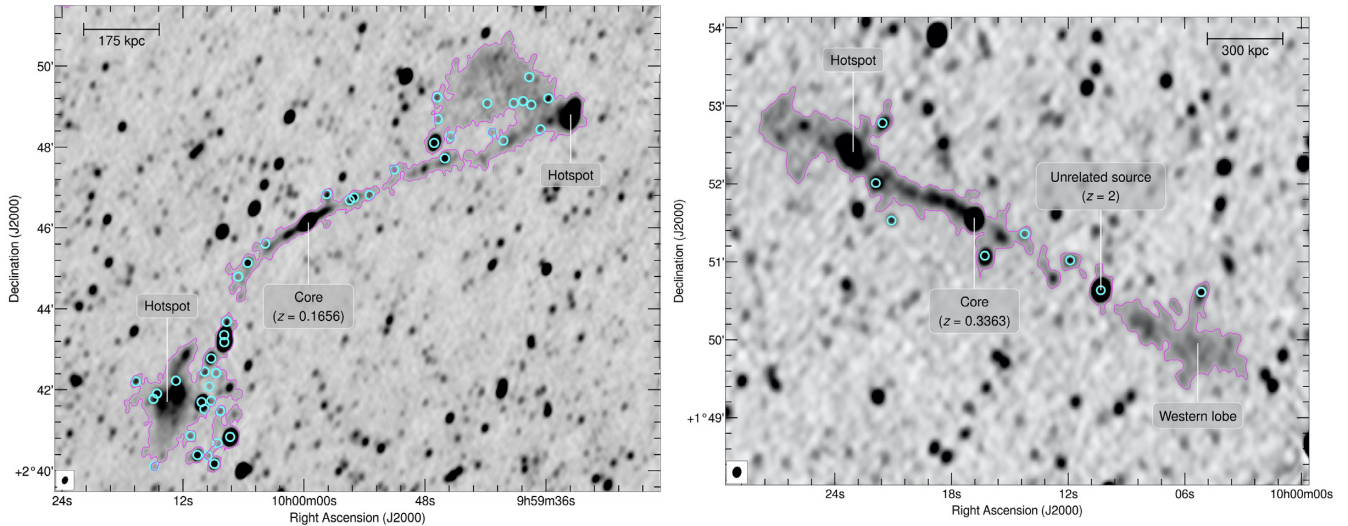 175 kpc
50'
48'
46'
44'
42'
+2°40'
Declination (J2000)
Hotspot
Core
(z = 0.1656)
Hotspot
24s
12s
10h00m00s
48s
9h59m36s
Right Ascension (J2000)
300 kpc
54'
53'
52'
51'
50'
+1°49'
Declination (J2000)
Hotspot
Unrelated source
(z = 2)
Core
(z = 0.3363)
Western lobe
24s
18s
12s
06s
10h00m00s
Right Ascension (J2000)